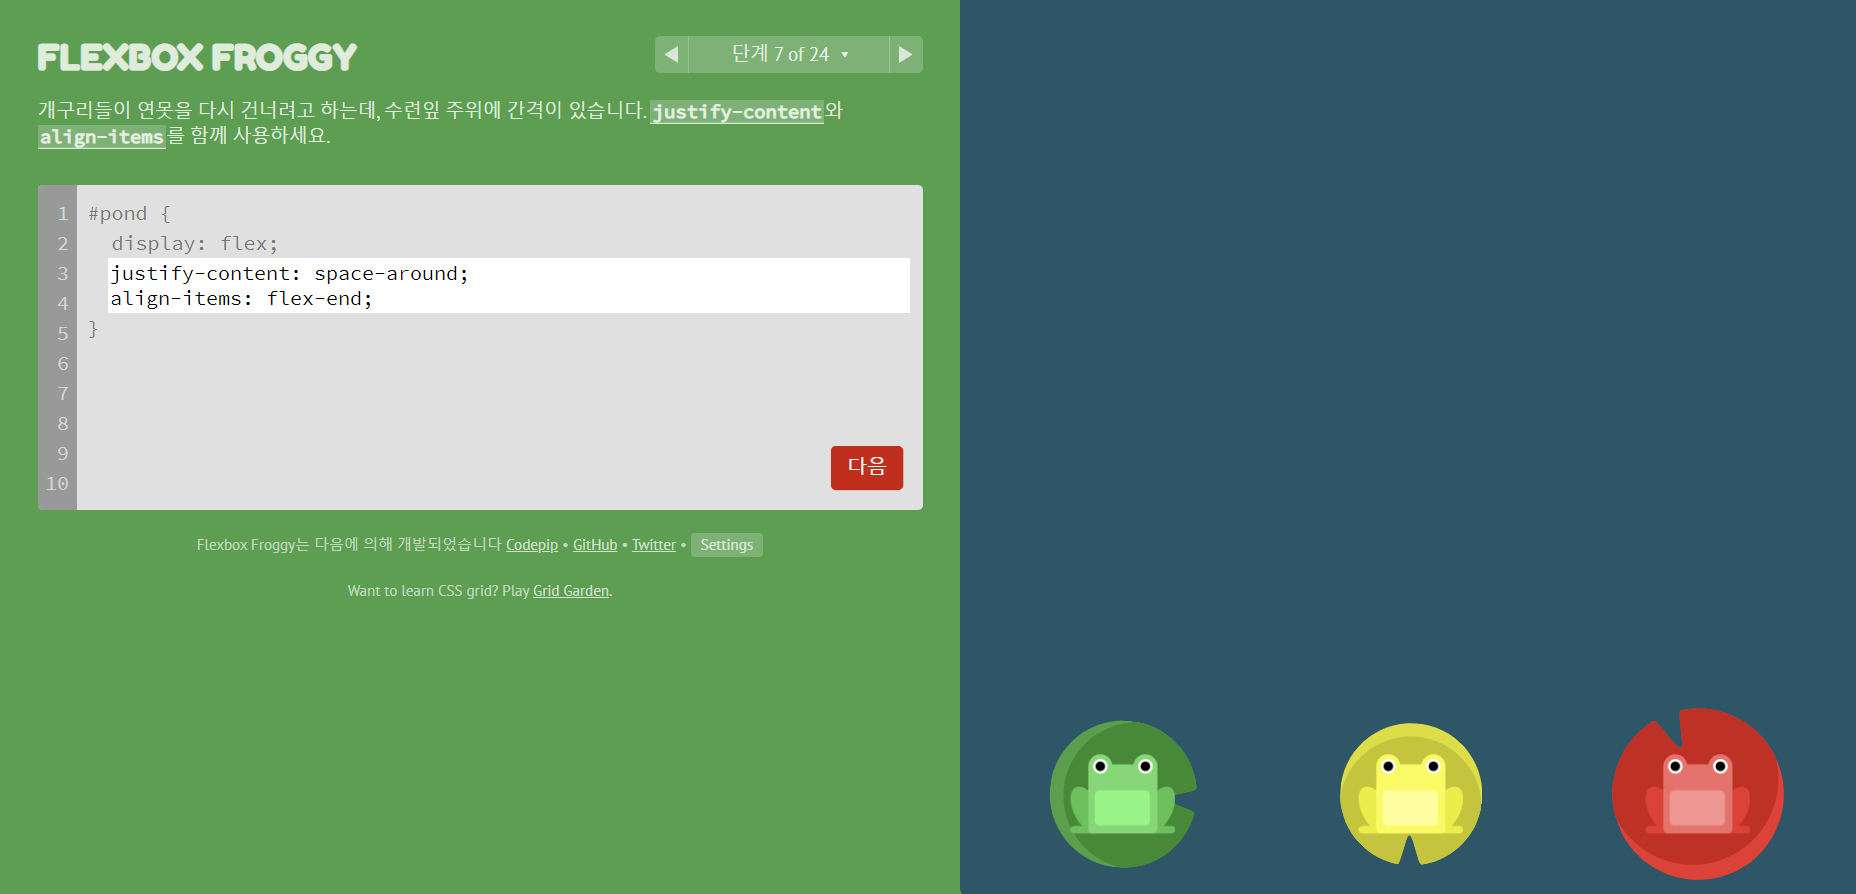 FLEXBOX FROGGY
◀ 단계 7 of 24 ▼ ▶
개구리들이 연못을 다시 건너려고 하는데, 수련잎 주위에 간격이 있습니다. justify-content와
align-items를 함께 사용하세요.
1 #pond {
2 display: flex;
3 justify-content: space-around;
4 align-items: flex-end;
5 }
6
7
8
9
10
다음
Flexbox Froggy는 다음에 의해 개발되었습니다 Codepip • GitHub • Twitter • Settings
Want to learn CSS grid? Play Grid Garden.